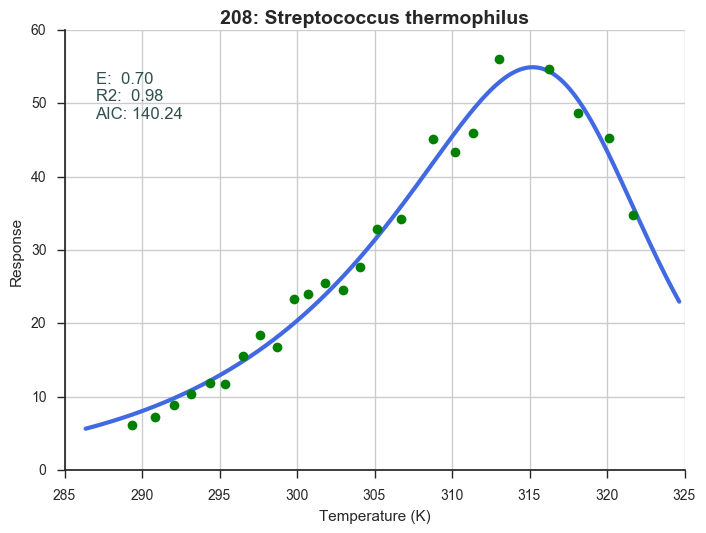 208: Streptococcus thermophilus
60
50
40
30
20
10
0
Response
E: 0.70
R2: 0.98
AIC: 140.24
285 290 295 300 305 310 315 320 325
Temperature (K)